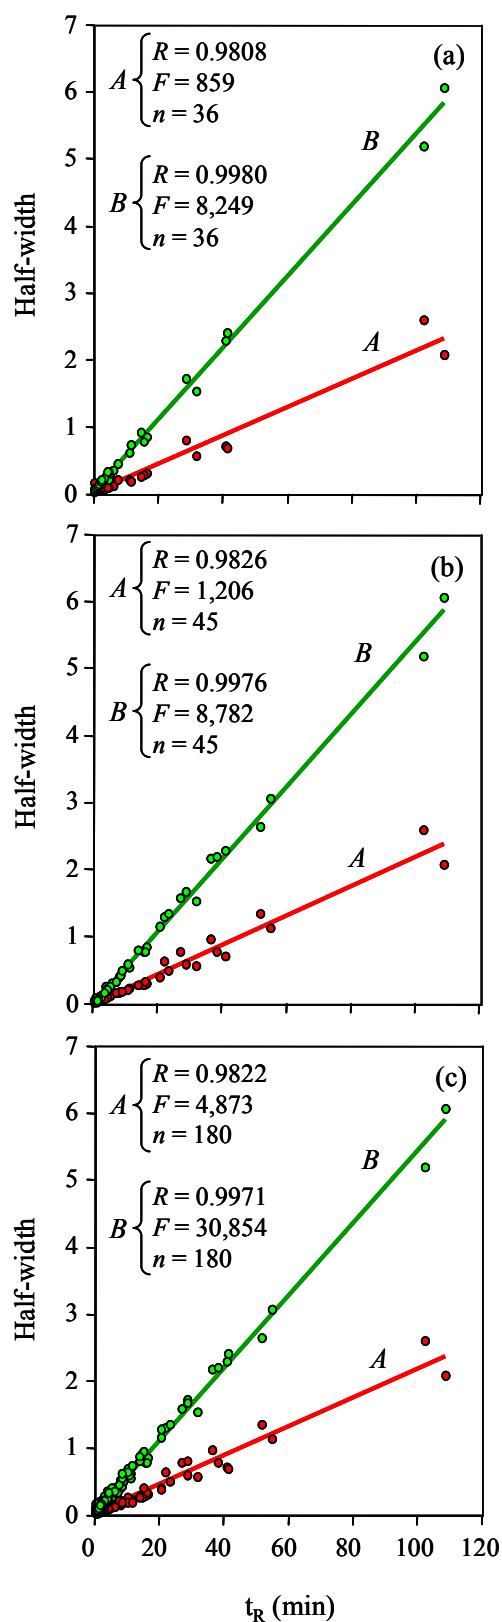 7
(a)
R = 0.9808
A
F = 859
n = 36
6
R = 0.9980
B
F = 8,249
n = 36
B
5
4
Half-width
3
A
2
1
0
7
(b)
R = 0.9826
A
F = 1,206
n = 45
6
R = 0.9976
B
F = 8,782
n = 45
B
5
4
Half-width
3
A
2
1
0
7
(c)
R = 0.9822
A
F = 4,873
n = 180
6
R = 0.9971
B
F = 30,854
n = 180
B
5
4
Half-width
3
A
2
1
0
0 20 40 60 80 100 120
tR (min)